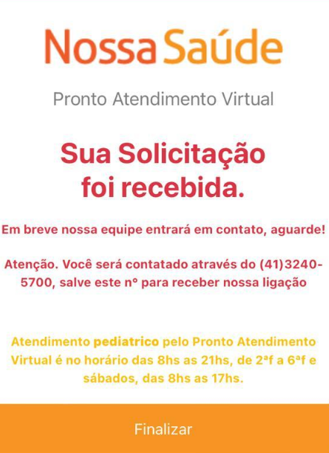 Nossa Saúde
Pronto Atendimento Virtual
Sua Solicitação
foi recebida.
Em breve nossa equipe entrará em contato, aguarde!
Atenção. Você será contatado através do (41)3240-
5700, salve este nº para receber nossa ligação
Atendimento pediatrico pelo Pronto Atendimento
Virtual é no horário das 8hs as 21hs, de 2ªf a 6ªf e
sábados, das 8hs as 17hs.
Finalizar